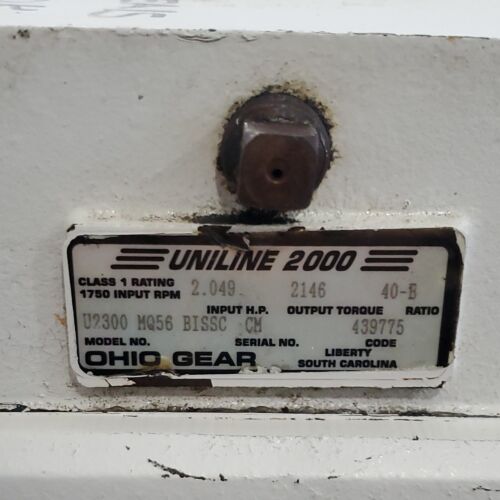 UNILINE 2000
CLASS 1 RATING
1750 INPUT RPM 2.049 2146 40-B
INPUT H.P. OUTPUT TORQUE RATIO
U2300 MQ56 BISSC CM 439775
MODEL NO. SERIAL NO. CODE
OHIO GEAR LIBERTY
SOUTH CAROLINA